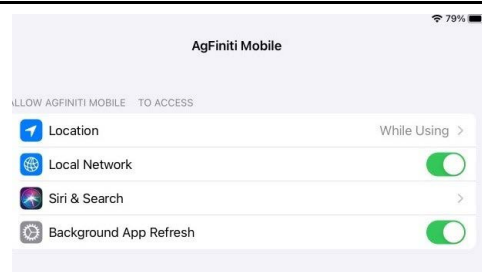 79%
AgFiniti Mobile
LLOW AGFINITI MOBILE TO ACCESS
Location While Using >
Local Network
Siri & Search >
Background App Refresh